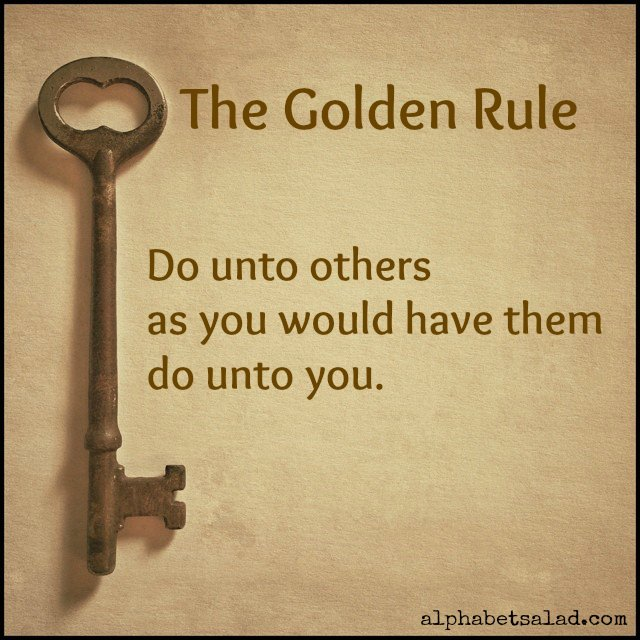 The Golden Rule
Do unto others
as you would have them
do unto you.
alphabetsalad.com